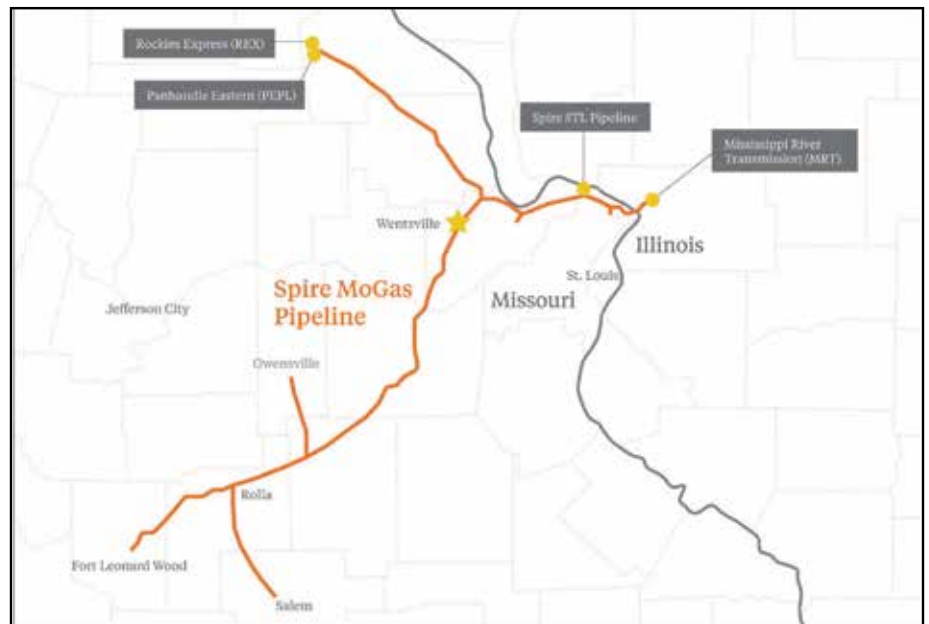 Rockies Express (REX)
Panhandle Eastern (PEPL)
Spire STL Pipeline
Mississippi River
Transmission (MRT)
Wentsville
Illinois
St. Louis
Missouri
Spire MoGas
Pipeline
Jefferson City
Owensville
Rolla
Fort Leonard Wood
Salem